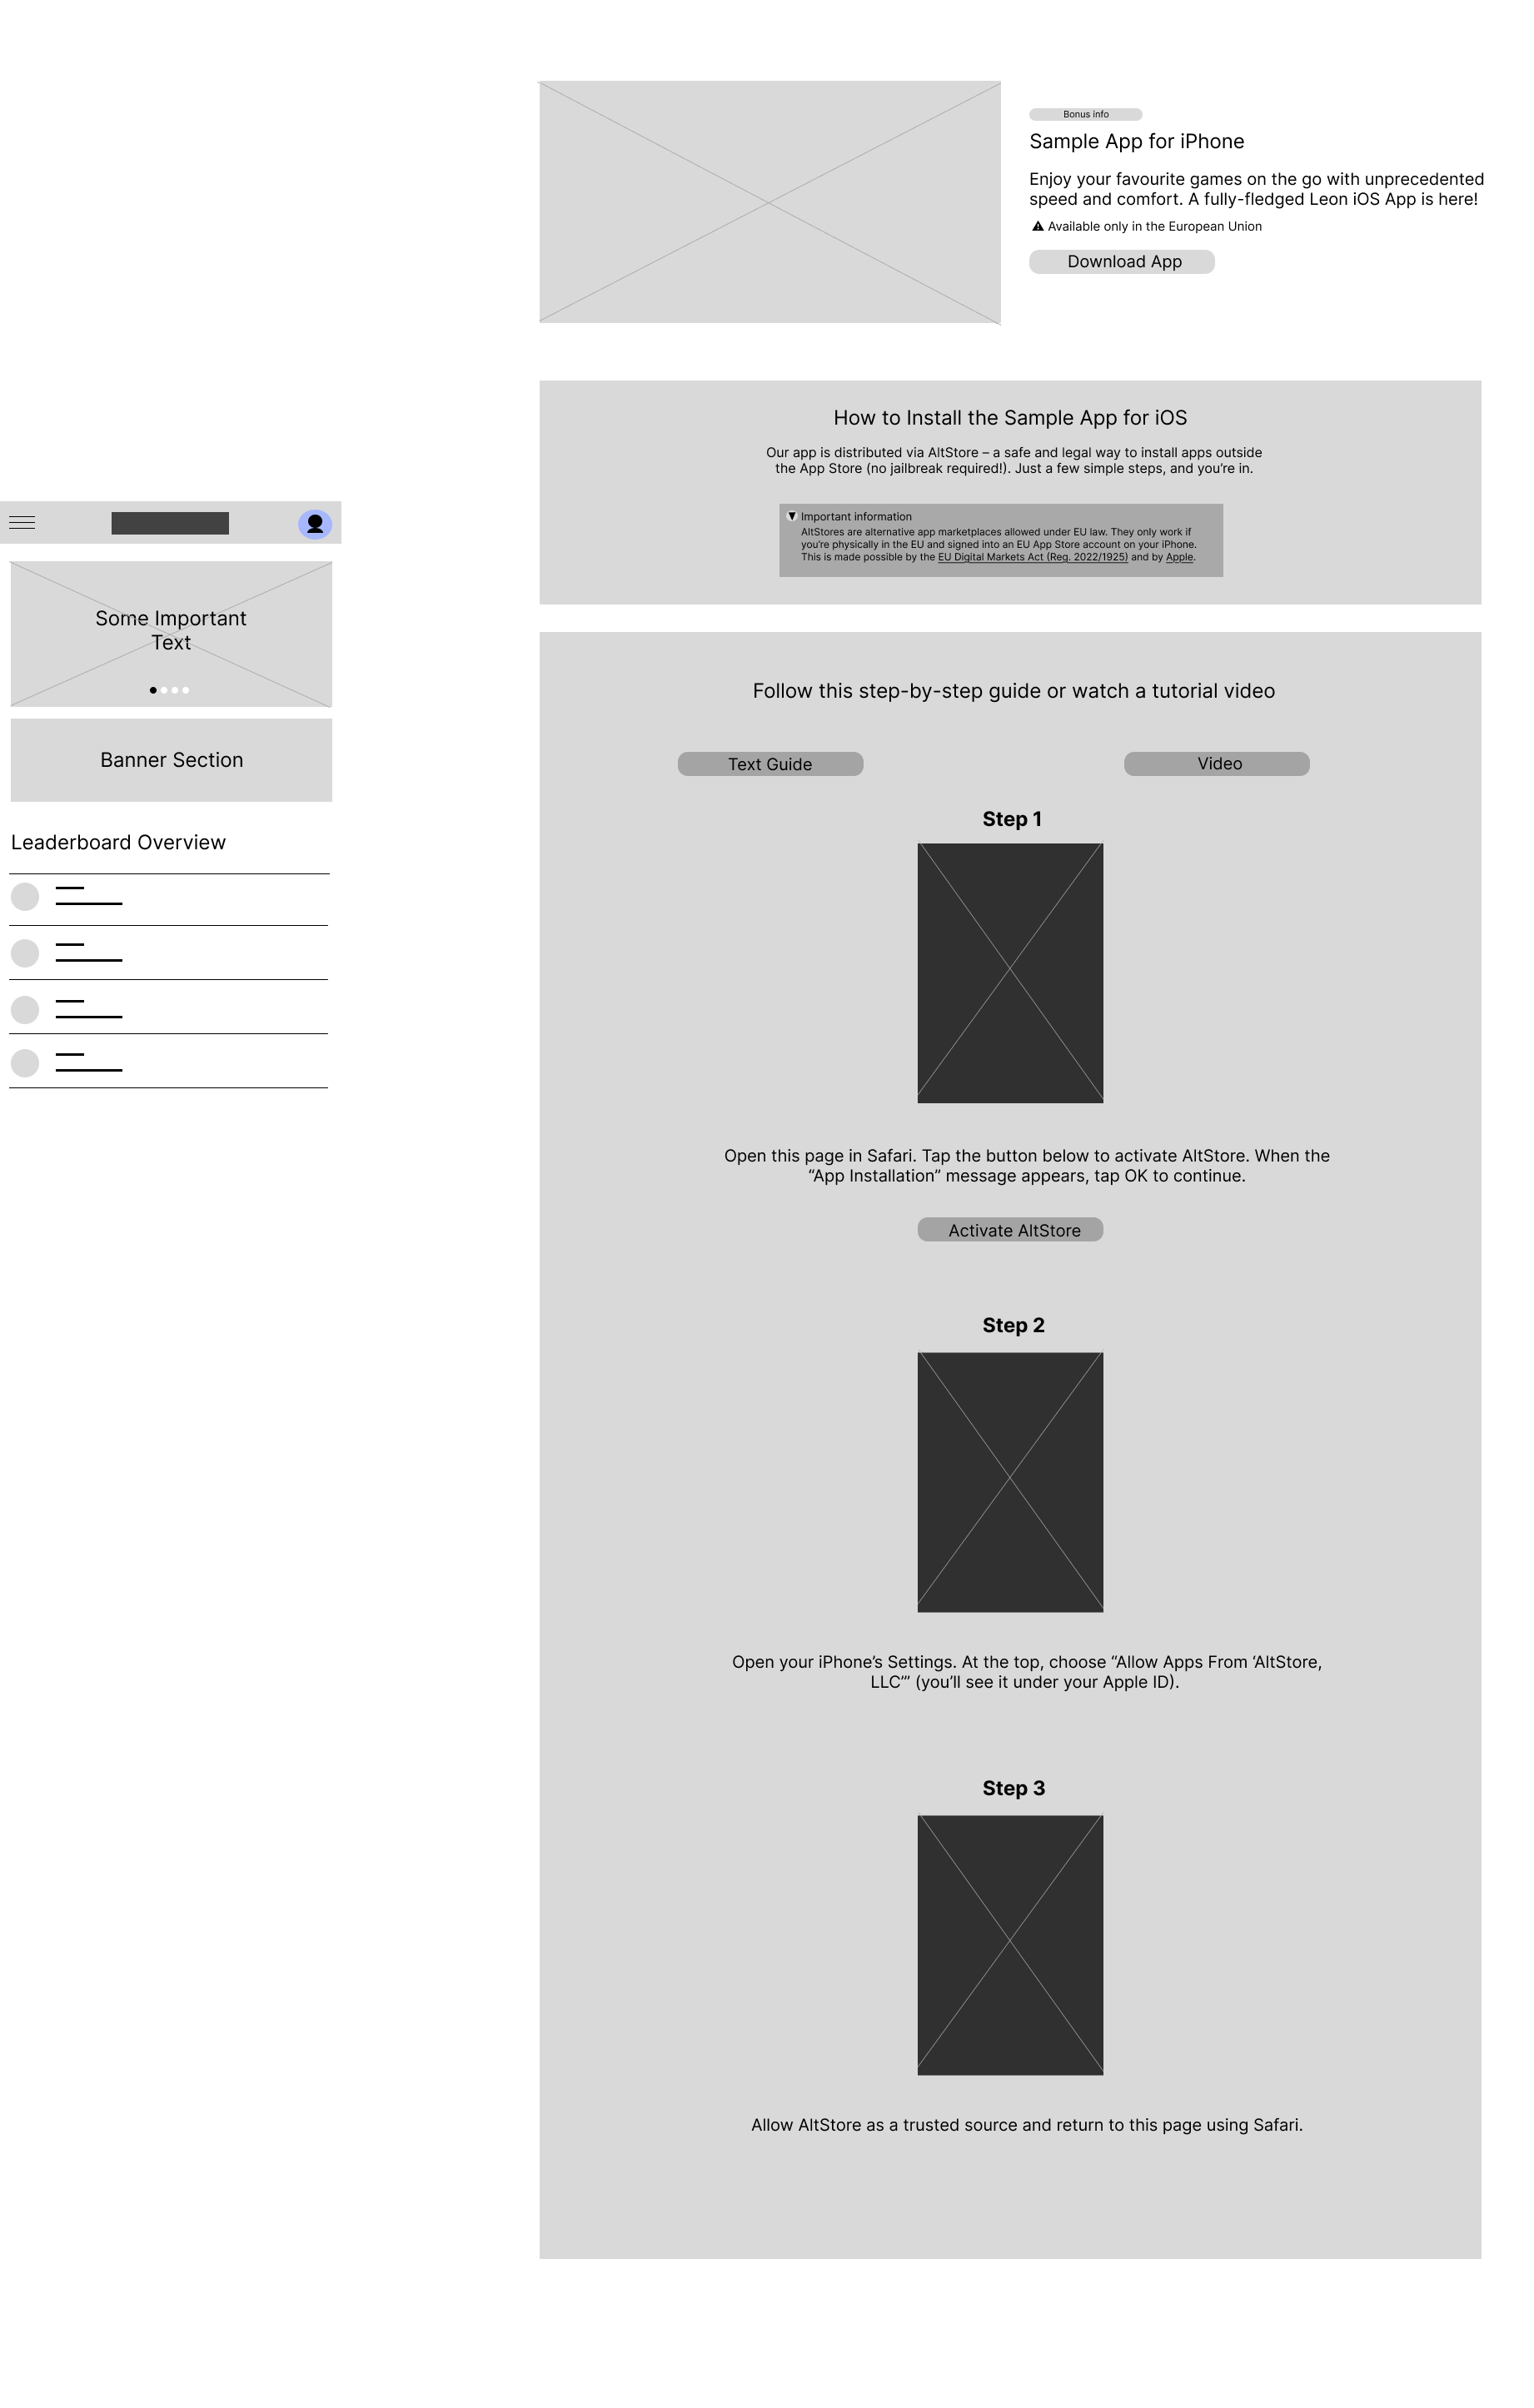 Bonus info
Sample App for iPhone
Enjoy your favourite games on the go with unprecedented
speed and comfort. A fully-fledged Leon iOS App is here!
Available only in the European Union
Download App
How to Install the Sample App for iOS
Our app is distributed via AltStore – a safe and legal way to install apps outside
the App Store (no jailbreak required!). Just a few simple steps, and you’re in.
Important information
AltStores are alternative app marketplaces allowed under EU law. They only work if
you’re physically in the EU and signed into an EU App Store account on your iPhone.
This is made possible by the EU Digital Markets Act (Reg. 2022/1925) and by Apple.
Some Important
Text
Banner Section
Leaderboard Overview
Follow this step-by-step guide or watch a tutorial video
Text Guide
Video
Step 1
Open this page in Safari. Tap the button below to activate AltStore. When the
“App Installation” message appears, tap OK to continue.
Activate AltStore
Step 2
Open your iPhone’s Settings. At the top, choose “Allow Apps From ‘AltStore,
LLC’” (you’ll see it under your Apple ID).
Step 3
Allow AltStore as a trusted source and return to this page using Safari.